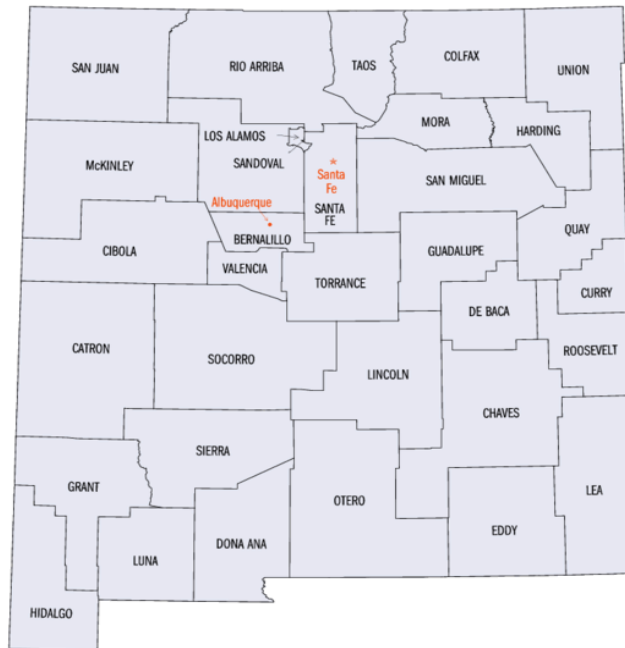 SAN JUAN
RIO ARRIBA
TAOS
COLFAX
UNION
LOS ALAMOS
MORA
HARDING
McKINLEY
SANDOVAL
*
Santa
Fe
SANTA
FE
SAN MIGUEL
Albuquerque
BERNALILLO
CIBOLA
VALENCIA
TORRANCE
GUADALUPE
QUAY
CURRY
DE BACA
ROOSEVELT
CATRON
SOCORRO
LINCOLN
CHAVES
SIERRA
GRANT
OTERO
LEA
EDDY
DONA ANA
LUNA
HIDALGO